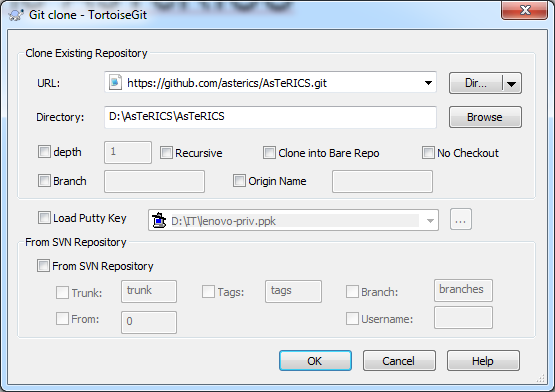 Git clone - TortoiseGit
Clone Existing Repository
URL: https://github.com/asterics/AsTeRICS.git Dir...
Directory: D:\AsTeRICS\AsTeRICS Browse
depth 1 Recursive Clone into Bare Repo No Checkout
Branch Origin Name
Load Putty Key D:\IT\lenovo-priv.ppk ...
From SVN Repository
From SVN Repository
Trunk: trunk Tags: tags Branch: branches
From: 0 Username:
OK Cancel Help